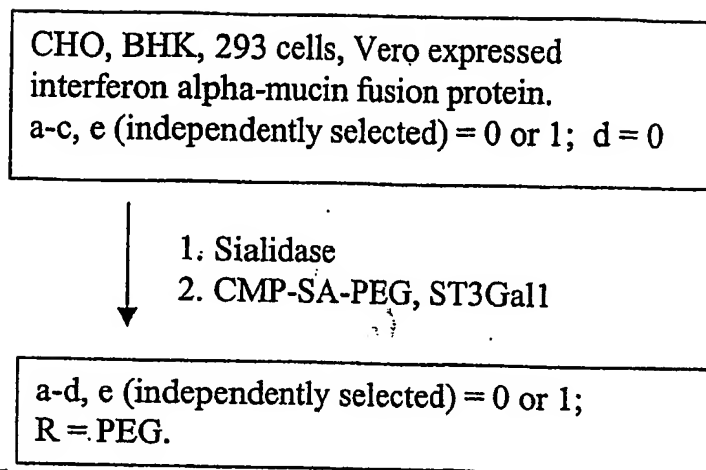 CHO, BHK, 293 cells, Vero expressed
interferon alpha-mucin fusion protein.
a-c, e (independently selected) = 0 or 1; d = 0
1. Sialidase
2. CMP-SA-PEG, ST3Gal1
a-d, e (independently selected) = 0 or 1;
R = PEG.